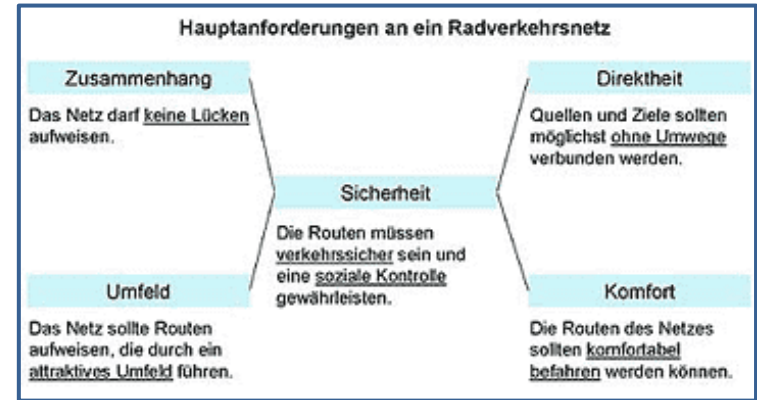 Hauptanforderungen an ein Radverkehrsnetz
Zusammenhang
Das Netz darf keine Lücken
aufweisen.
Direktheit
Quellen und Ziele sollten
möglichst ohne Umwege
verbunden werden.
Sicherheit
Die Routen müssen
verkehrssicher sein und
eine soziale Kontrolle
gewährleisten.
Umfeld
Das Netz sollte Routen
aufweisen, die durch ein
attraktives Umfeld führen.
Komfort
Die Routen des Netzes
sollten komfortabel
befahren werden können.